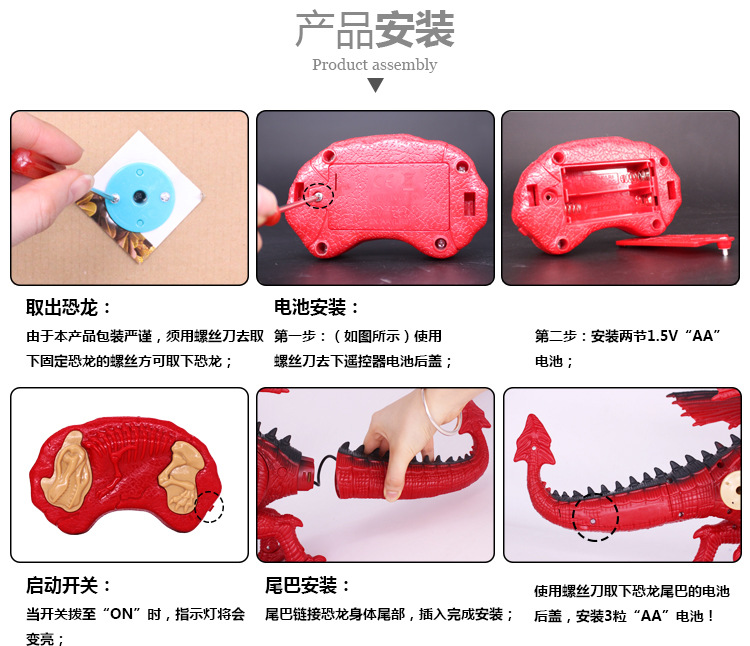 产品安装
Product assembly
取出恐龙：
由于本产品包装严谨，须用螺丝刀去取
下固定恐龙的螺丝方可取下恐龙；
电池安装：
第一步：（如图所示）使用
螺丝刀去下遥控器电池后盖；
第二步：安装两节1.5V“AA”
电池；
启动开关：
当开关拨至“ON”时，指示灯将会
变亮；
尾巴安装：
尾巴链接恐龙身体尾部，插入完成安装；
使用螺丝刀取下恐龙尾巴的电池
后盖，安装3粒“AA”电池！